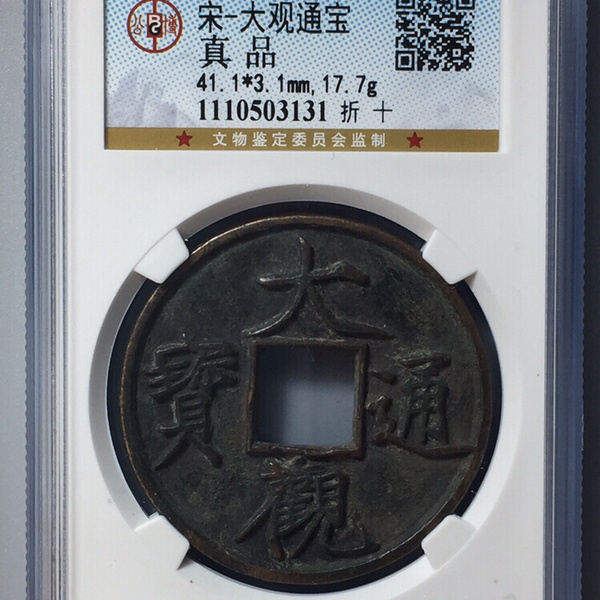 宋-大观通宝
真品
41.1*3.1mm,17.7g
1110503131 折十
★ 文物鉴定委员会监制 ★
大
寶 通
觀